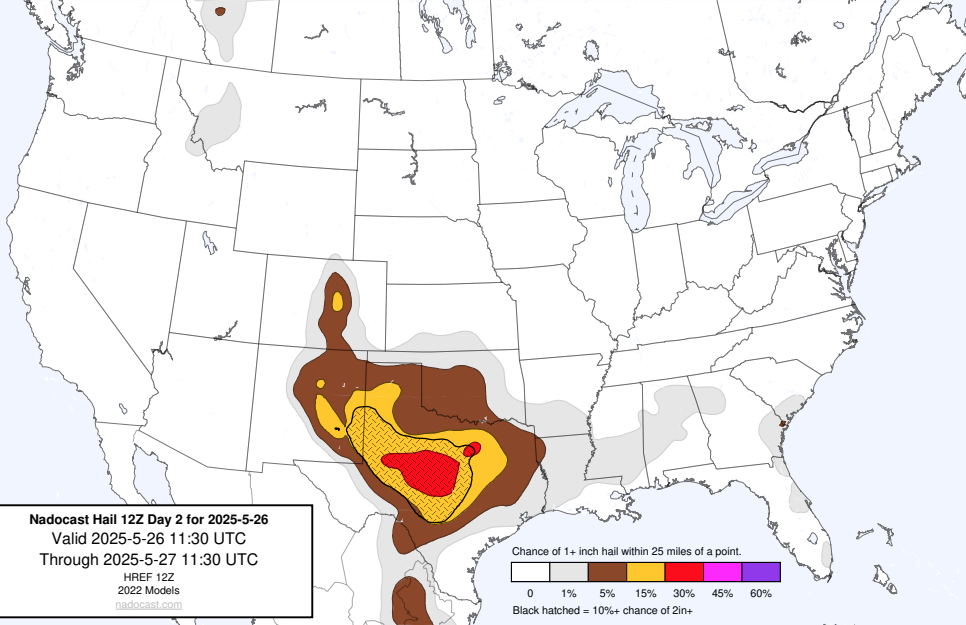 Nadocast Hail 12Z Day 2 for 2025-5-26
Valid 2025-5-26 11:30 UTC
Through 2025-5-27 11:30 UTC
HREF 12Z
2022 Models
nadocast.com
Chance of 1+ inch hail within 25 miles of a point.
0 1% 5% 15% 30% 45% 60%
Black hatched = 10%+ chance of 2in+